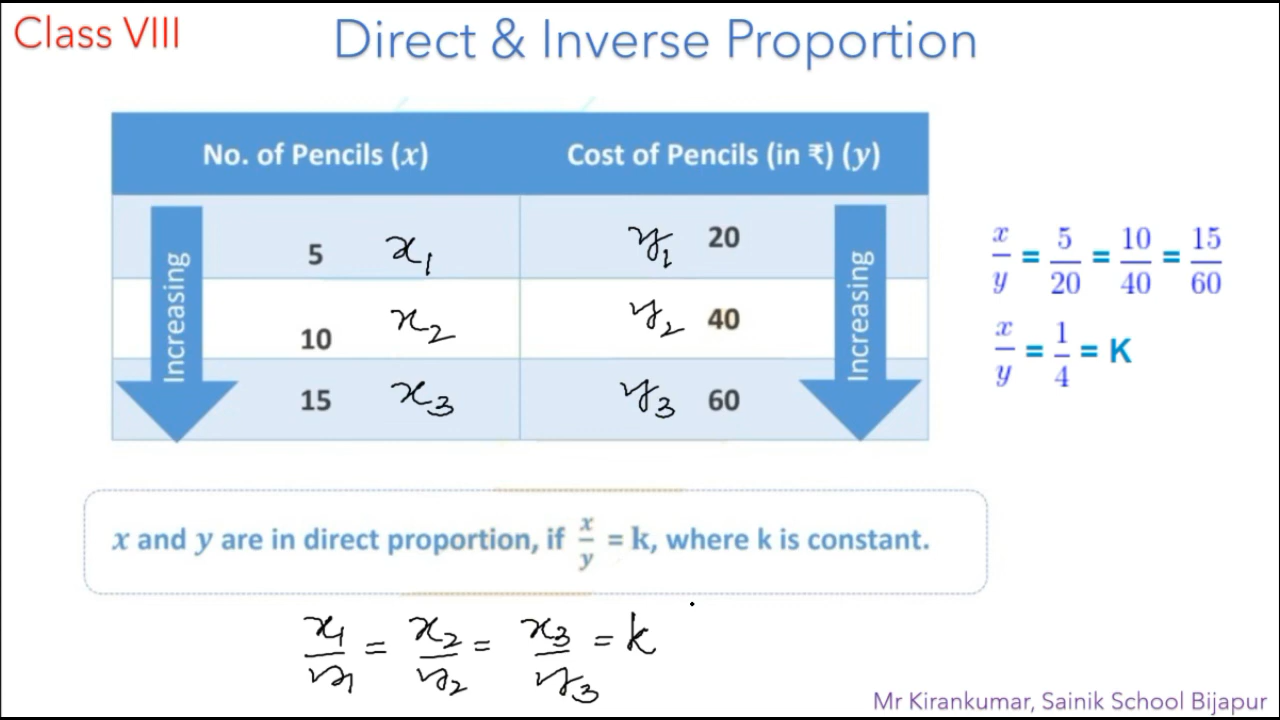 Class VIII
Direct & Inverse Proportion
No. of Pencils (x) Cost of Pencils (in ₹) (y)
Increasing
5 x₁ y₁ 20
10 x₂ y₂ 40
15 x₃ y₃ 60
Increasing
x/y = 5/20 = 10/40 = 15/60
x/y = 1/4 = K
x and y are in direct proportion, if x/y = k, where k is constant.
x₁/y₁ = x₂/y₂ = x₃/y₃ = k
Mr Kirankumar, Sainik School Bijapur